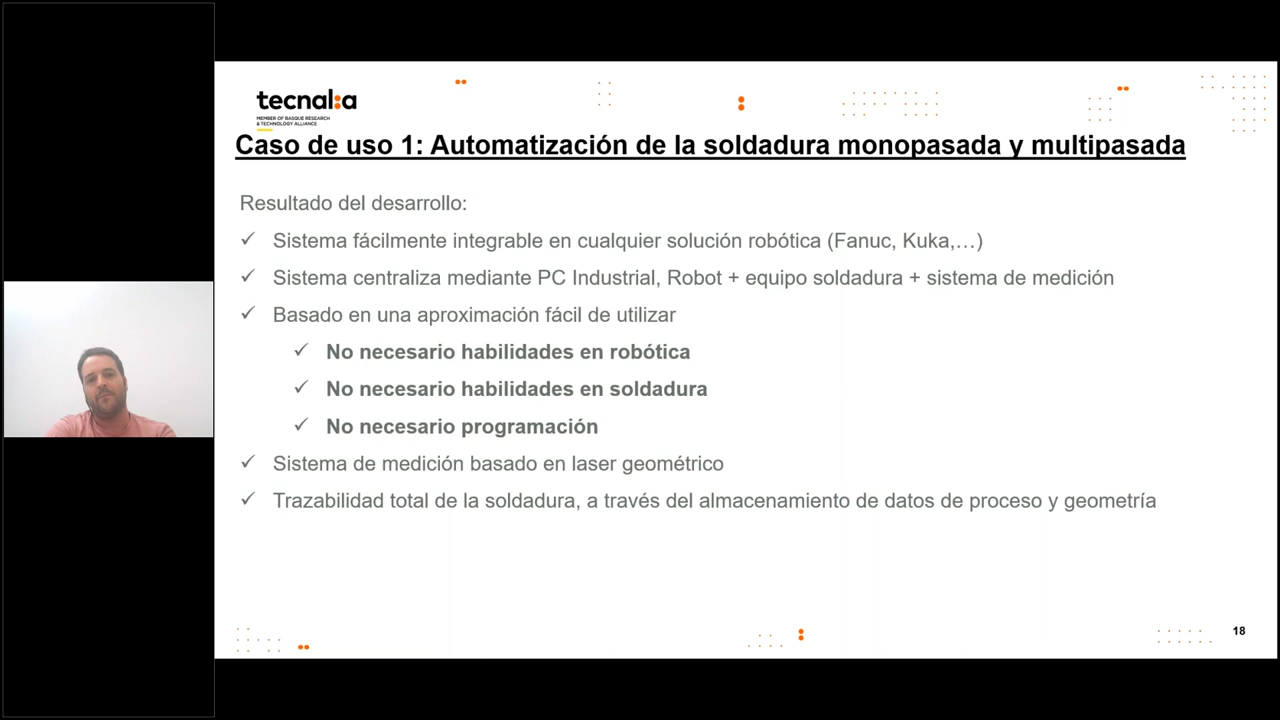 tecnal:a
MEMBER OF BASQUE RESEARCH
& TECHNOLOGY ALLIANCE
Caso de uso 1: Automatización de la soldadura monopasada y multipasada
Resultado del desarrollo:
✓ Sistema fácilmente integrable en cualquier solución robótica (Fanuc, Kuka,…)
✓ Sistema centraliza mediante PC Industrial, Robot + equipo soldadura + sistema de medición
✓ Basado en una aproximación fácil de utilizar
✓ No necesario habilidades en robótica
✓ No necesario habilidades en soldadura
✓ No necesario programación
✓ Sistema de medición basado en laser geométrico
✓ Trazabilidad total de la soldadura, a través del almacenamiento de datos de proceso y geometría
18